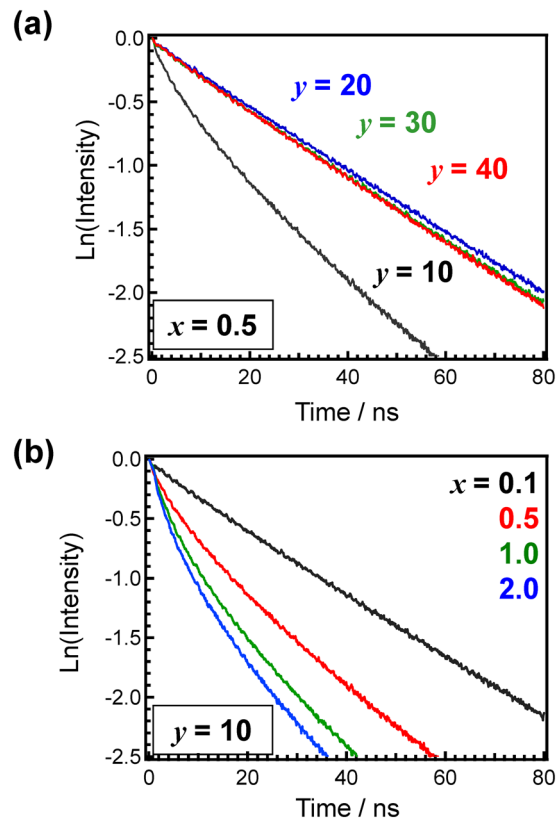 (a)
0.0
-0.5
-1.0
-1.5
-2.0
-2.5
Ln(Intensity)
y = 20
y = 30
y = 40
y = 10
x = 0.5
0 20 40 60 80
Time / ns
(b)
0.0
-0.5
-1.0
-1.5
-2.0
-2.5
Ln(Intensity)
x = 0.1
0.5
1.0
2.0
y = 10
0 20 40 60 80
Time / ns